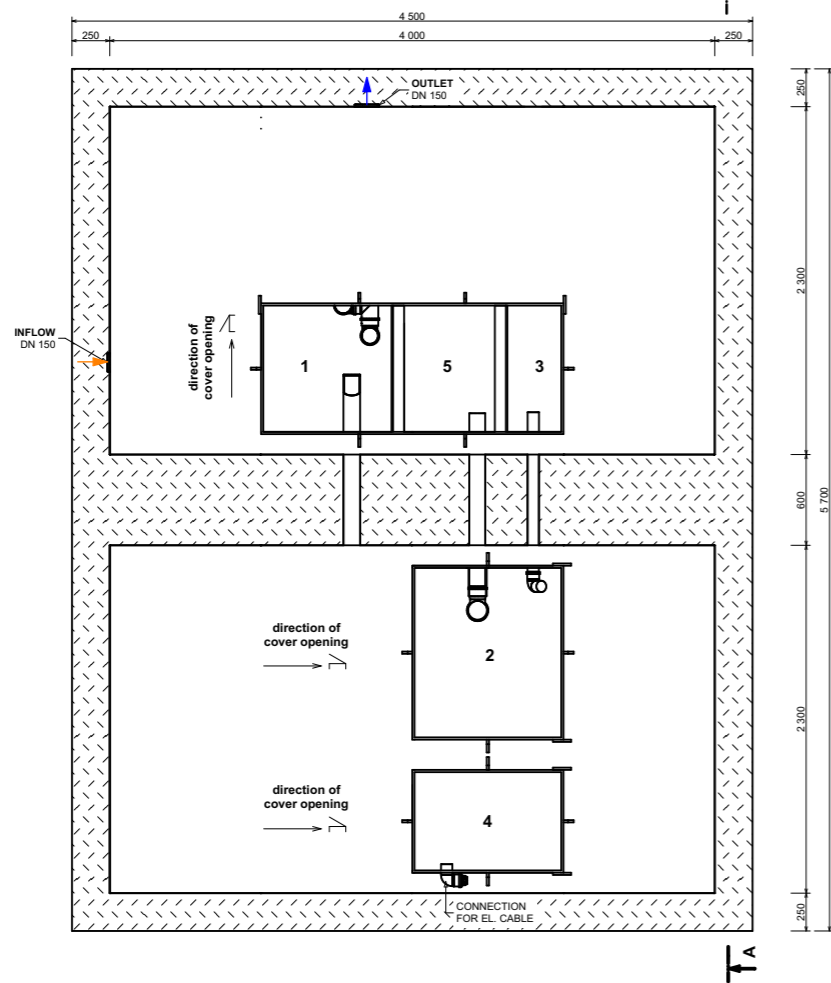 4 500
250
4 000
250
OUTLET
DN 150
250
INFLOW
DN 150
direction of
cover opening
1
5
3
2 300
600
5 700
direction of
cover opening
2
2 300
direction of
cover opening
4
CONNECTION
FOR EL. CABLE
250
A